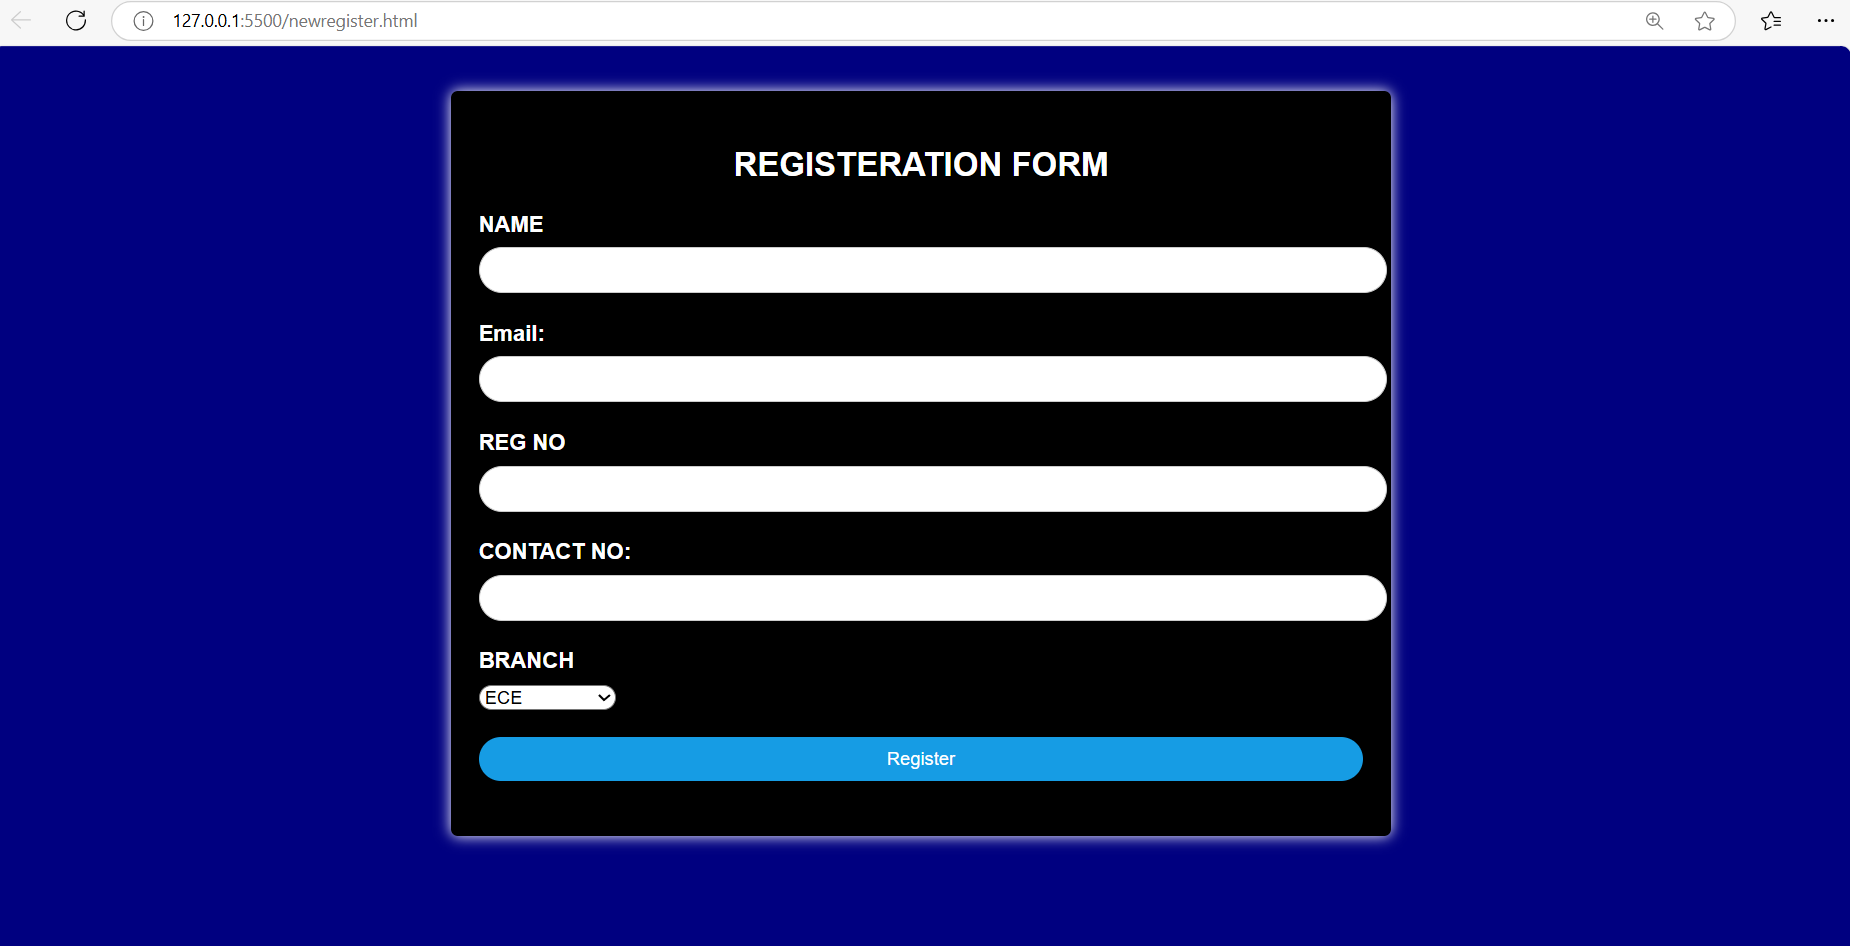 127.0.0.1:5500/newregister.html
REGISTERATION FORM
NAME
Email:
REG NO
CONTACT NO:
BRANCH
ECE
Register